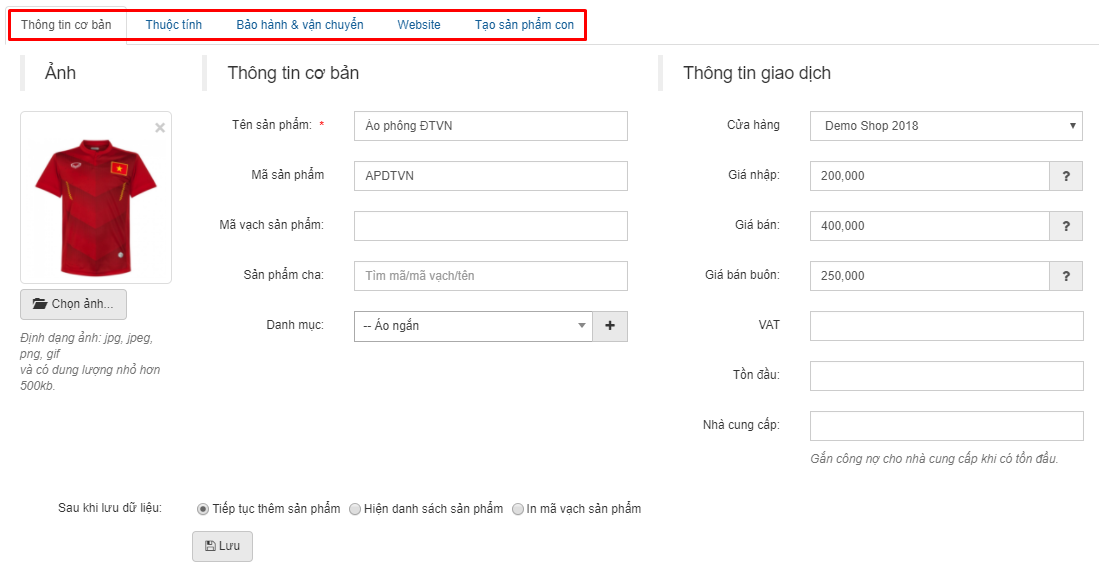 Thông tin cơ bản Thuộc tính Bảo hành & vận chuyển Website Tạo sản phẩm con
Ảnh
Chọn ảnh...
Định dạng ảnh: jpg, jpeg,
png, gif
và có dung lượng nhỏ hơn
500kb.
Thông tin cơ bản
Tên sản phẩm: * Áo phông ĐTVN
Mã sản phẩm APDTVN
Mã vạch sản phẩm:
Sản phẩm cha: Tìm mã/mã vạch/tên
Danh mục: -- Áo ngắn +
Thông tin giao dịch
Cửa hàng Demo Shop 2018
Giá nhập: 200,000 ?
Giá bán: 400,000 ?
Giá bán buôn: 250,000 ?
VAT
Tồn đầu:
Nhà cung cấp:
Gắn công nợ cho nhà cung cấp khi có tồn đầu.
Sau khi lưu dữ liệu: Tiếp tục thêm sản phẩm Hiện danh sách sản phẩm In mã vạch sản phẩm
Lưu